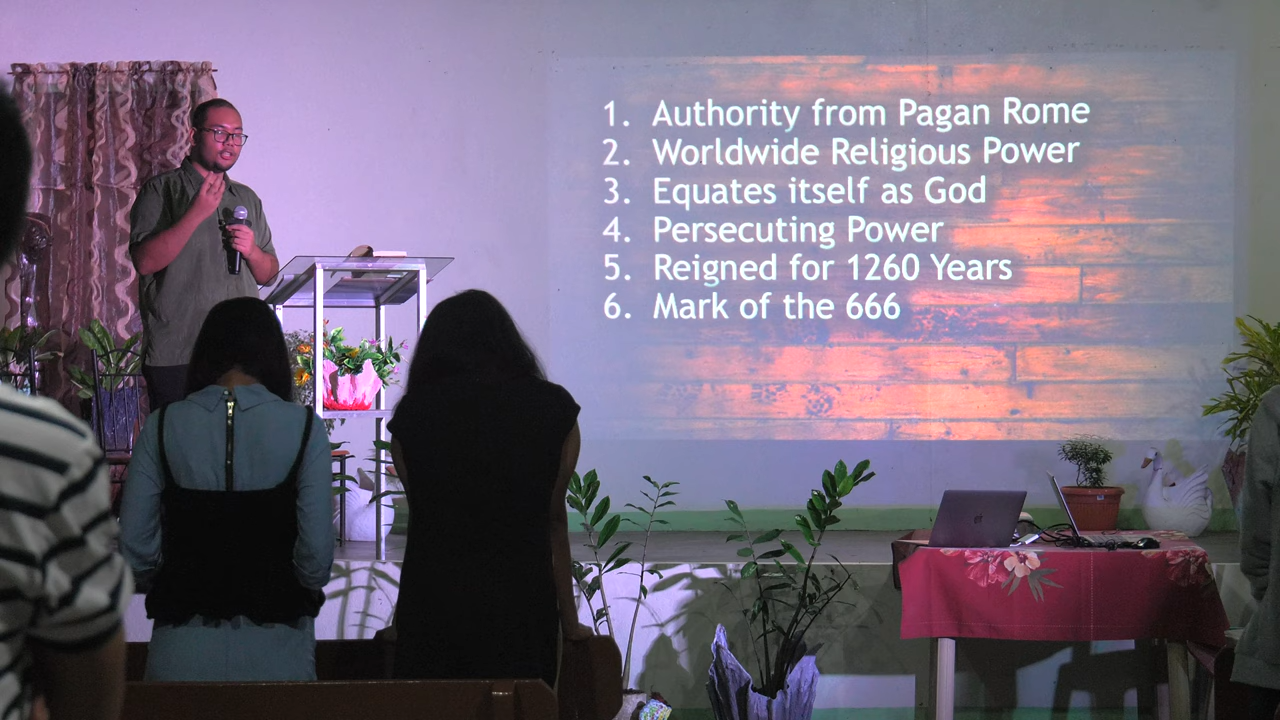 1. Authority from Pagan Rome
2. Worldwide Religious Power
3. Equates itself as God
4. Persecuting Power
5. Reigned for 1260 Years
6. Mark of the 666